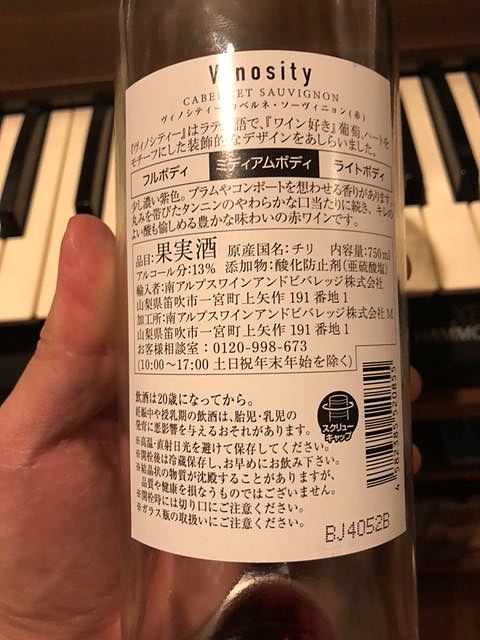 Vinosity
CABERNET SAUVIGNON
ヴィノシティー カベルネ・ソーヴィニョン(赤)
『ヴィノシティー』はラテン語で、『ワイン好き』葡萄、ハートを
モチーフにした装飾的なデザインをあしらいました。
フルボディ ミディアムボディ ライトボディ
少し濃い紫色。プラムやコンポートを想わせる香りがあります。
丸みを帯びたタンニンのやわらかな口当たりに続き、キレの
よい酸も愉しめる豊かな味わいの赤ワインです。
品目:果実酒 原産国名:チリ 内容量:750ml
アルコール分:13% 添加物:酸化防止剤(亜硫酸塩)
輸入者:南アルプスワインアンドビバレッジ株式会社
山梨県笛吹市一宮町上矢作 191 番地 1
加工所:南アルプスワインアンドビバレッジ株式会社 M
山梨県笛吹市一宮町上矢作 191 番地 1
お客様相談室:0120-998-673
(10:00~17:00 土日祝年末年始を除く)
飲酒は20歳になってから。
妊娠中や授乳期の飲酒は、胎児・乳児の
発育に悪影響を与えるおそれがあります。
※高温・直射日光を避けて保存してください。
※開栓後は冷蔵保存し、お早めにお飲み下さい。
※結晶状の物質が沈殿することがありますが、
品質や健康を損なうものではございません。
※開栓時には切り口にご注意ください。
※ガラス瓶の取扱いにご注意ください。
スクリュー
キャップ
4 582385 520855
BJ4052B
HAMMO